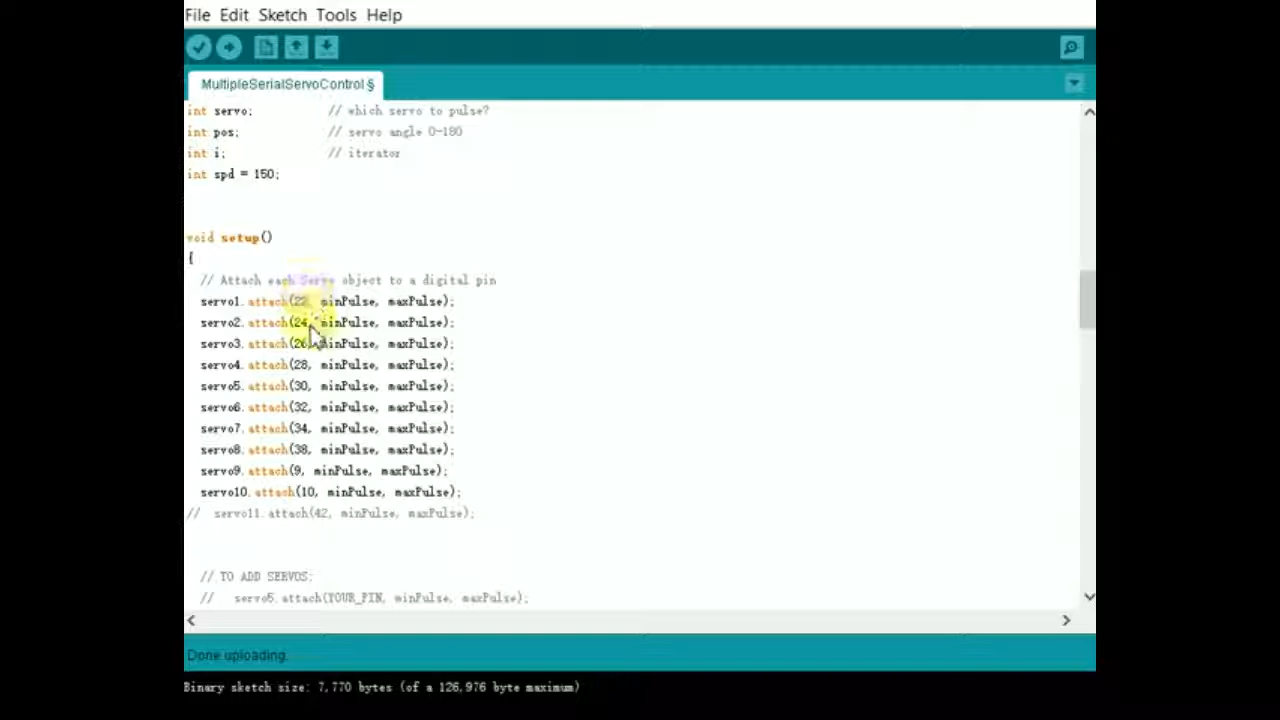 File Edit Sketch Tools Help
MultipleSerialServoControl §
int servo; // which servo to pulse?
int pos; // servo angle 0-180
int i; // iterator
int spd = 150;
void setup()
{
// Attach each Servo object to a digital pin
servo1.attach(22, minPulse, maxPulse);
servo2.attach(24, minPulse, maxPulse);
servo3.attach(26, minPulse, maxPulse);
servo4.attach(28, minPulse, maxPulse);
servo5.attach(30, minPulse, maxPulse);
servo6.attach(32, minPulse, maxPulse);
servo7.attach(34, minPulse, maxPulse);
servo8.attach(38, minPulse, maxPulse);
servo9.attach(9, minPulse, maxPulse);
servo10.attach(10, minPulse, maxPulse);
// servo11.attach(42, minPulse, maxPulse);
// TO ADD SERVOS:
// servo5.attach(YOUR_PIN, minPulse, maxPulse);
Done uploading.
Binary sketch size: 7,770 bytes (of a 126,976 byte maximum)